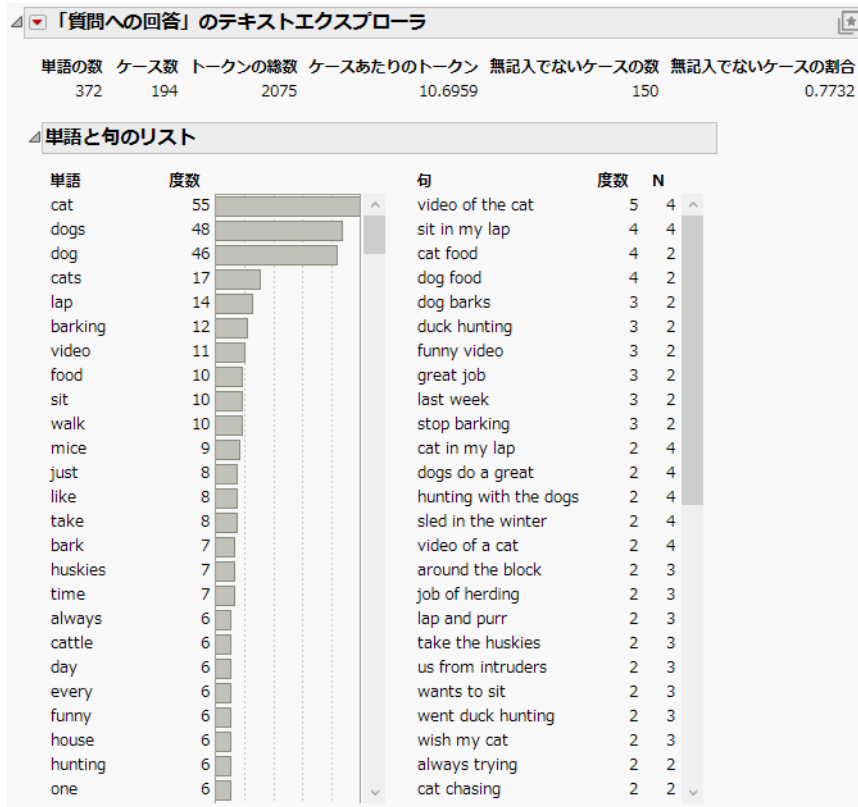 「質問への回答」のテキストエクスプローラ
単語の数 ケース数 トークンの総数 ケースあたりのトークン 無記入でないケースの数 無記入でないケースの割合
372 194 2075 10.6959 150 0.7732
単語と句のリスト
単語 度数 句 度数 N
cat 55 video of the cat 5 4
dogs 48 sit in my lap 4 4
dog 46 cat food 4 2
cats 17 dog food 4 2
lap 14 dog barks 3 2
barking 12 duck hunting 3 2
video 11 funny video 3 2
food 10 great job 3 2
sit 10 last week 3 2
walk 10 stop barking 3 2
mice 9 cat in my lap 2 4
just 8 dogs do a great 2 4
like 8 hunting with the dogs 2 4
take 8 sled in the winter 2 4
bark 7 video of a cat 2 4
huskies 7 around the block 2 3
time 7 job of herding 2 3
always 6 lap and purr 2 3
cattle 6 take the huskies 2 3
day 6 us from intruders 2 3
every 6 wants to sit 2 3
funny 6 went duck hunting 2 3
house 6 wish my cat 2 3
hunting 6 always trying 2 2
one 6 cat chasing 2 2